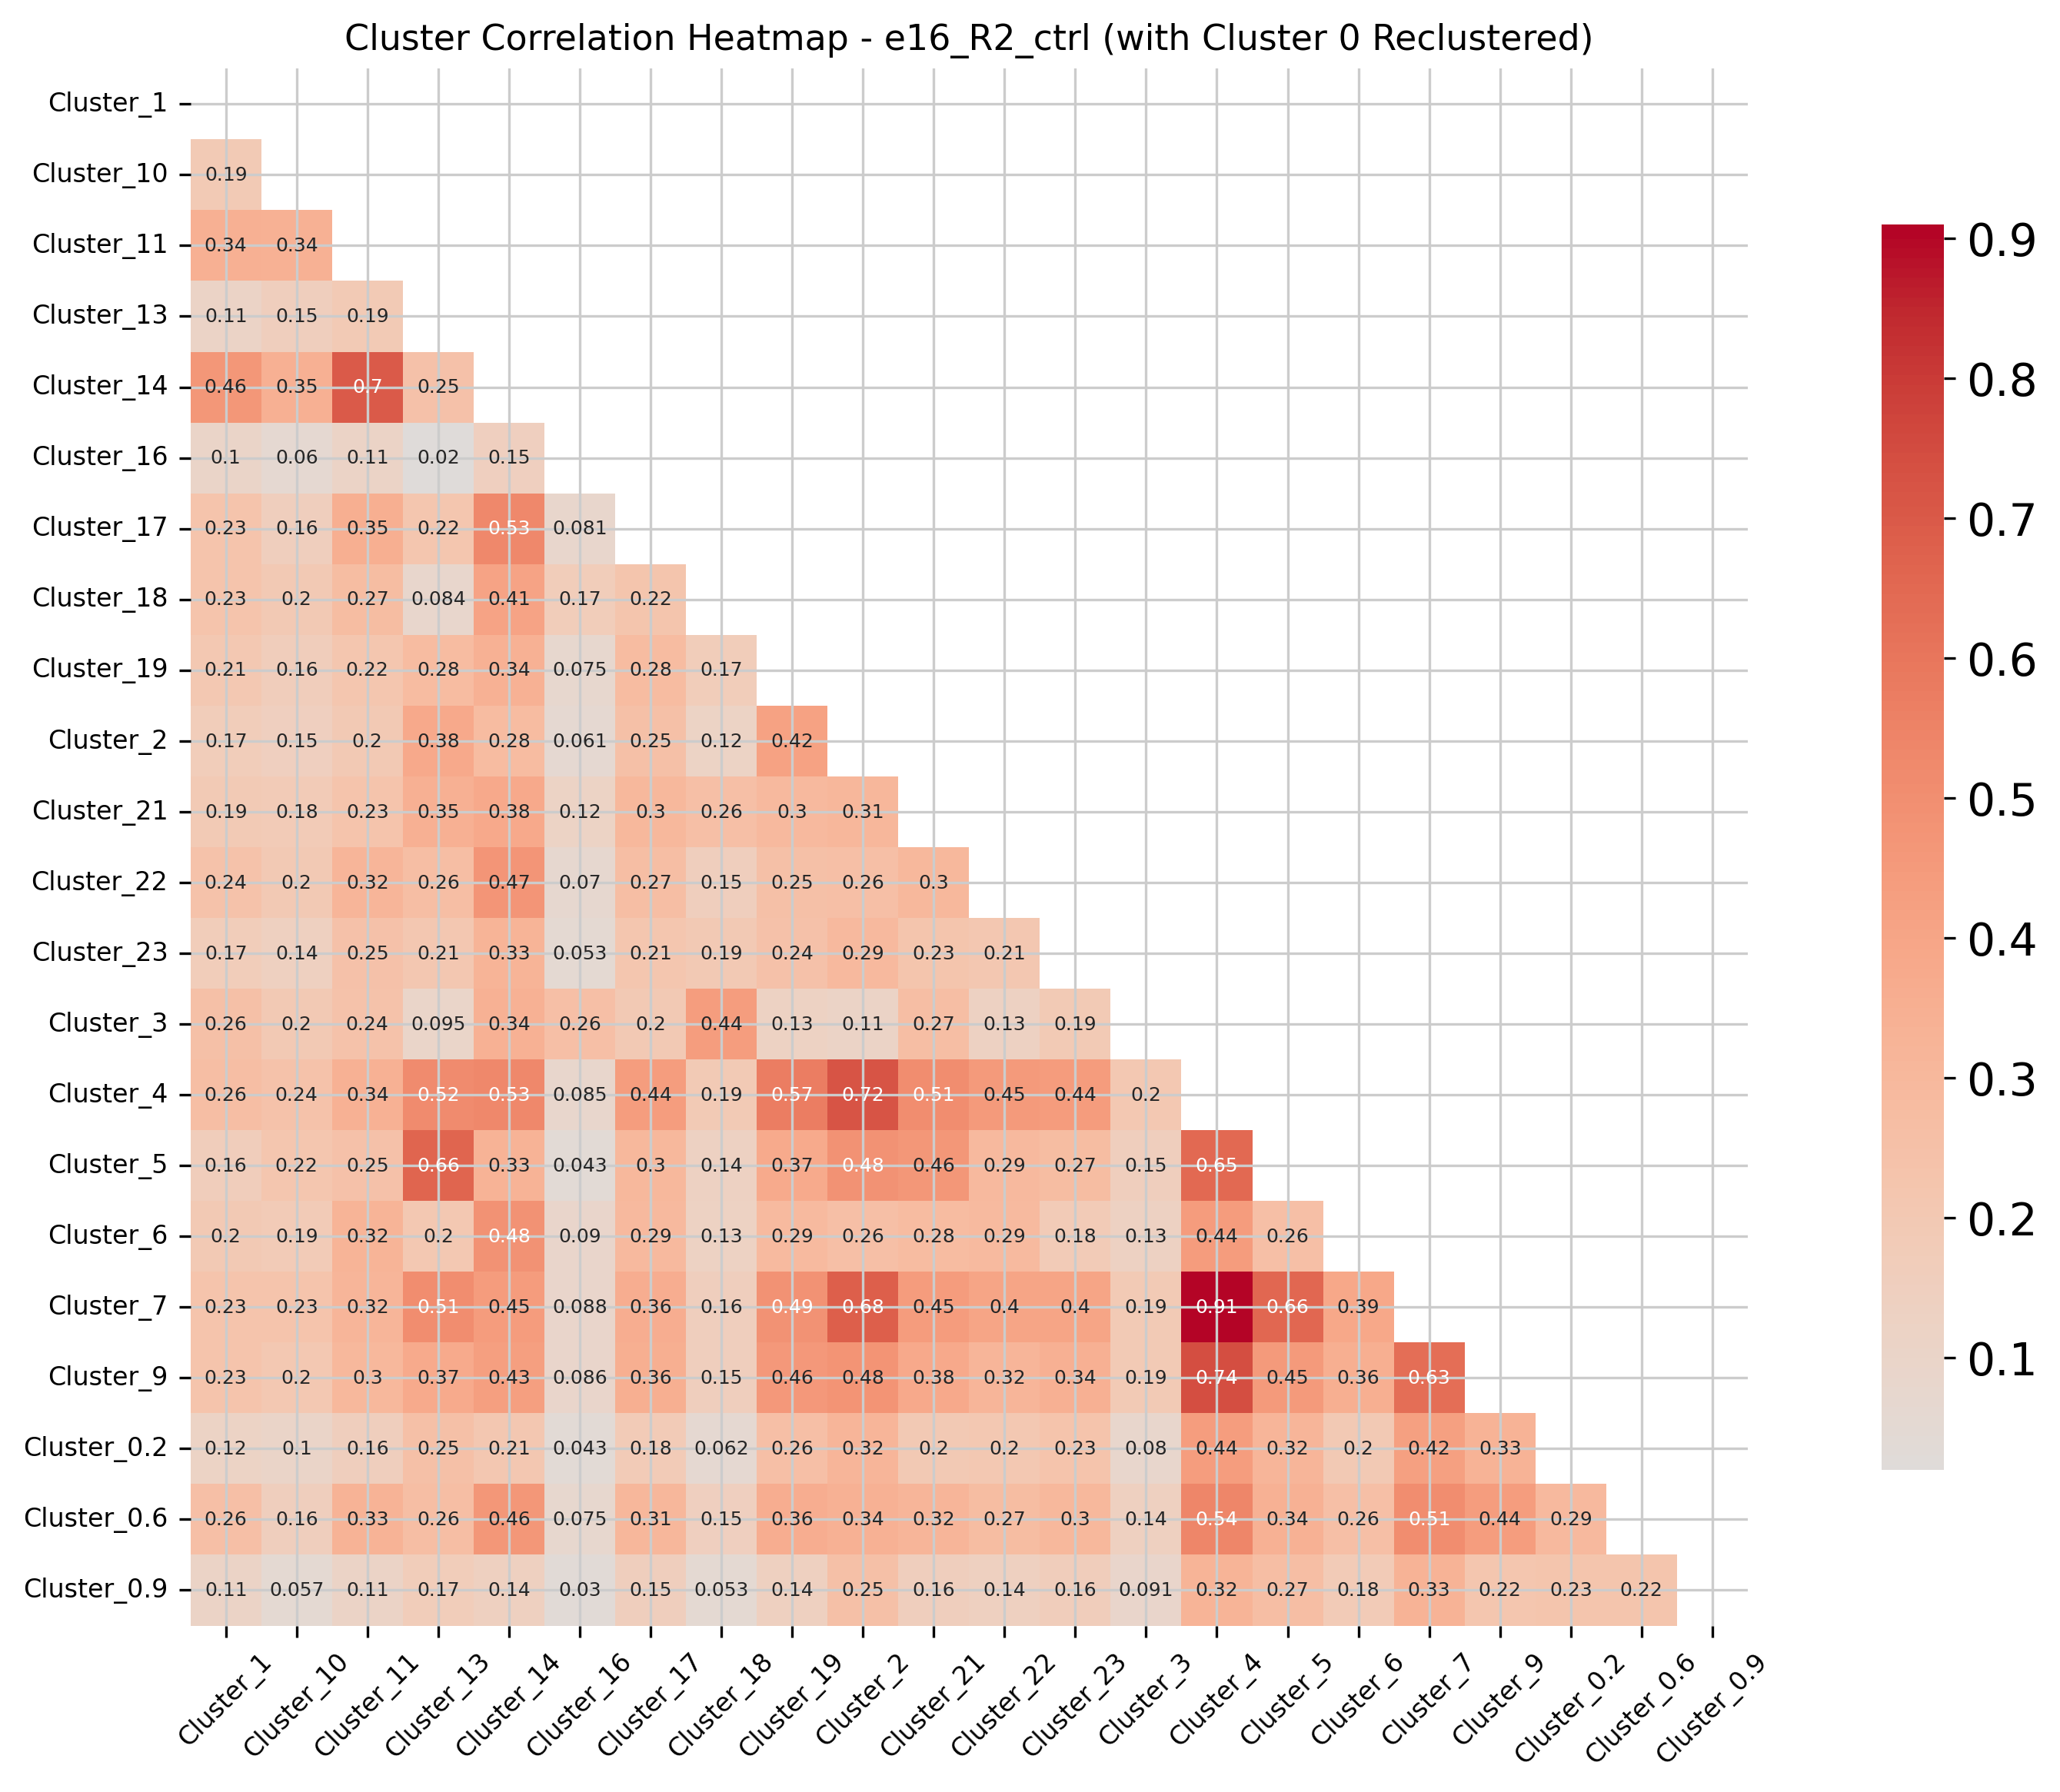 Cluster Correlation Heatmap - e16_R2_ctrl (with Cluster 0 Reclustered)
Cluster_1
Cluster_10 0.19
Cluster_11 0.34 0.34
Cluster_13 0.11 0.15 0.19
Cluster_14 0.46 0.35 0.7 0.25
Cluster_16 0.1 0.06 0.11 0.02 0.15
Cluster_17 0.23 0.16 0.35 0.22 0.53 0.081
Cluster_18 0.23 0.2 0.27 0.084 0.41 0.17 0.22
Cluster_19 0.21 0.16 0.22 0.28 0.34 0.075 0.28 0.17
Cluster_2 0.17 0.15 0.2 0.38 0.28 0.061 0.25 0.12 0.42
Cluster_21 0.19 0.18 0.23 0.35 0.38 0.12 0.3 0.26 0.3 0.31
Cluster_22 0.24 0.2 0.32 0.26 0.47 0.07 0.27 0.15 0.25 0.26 0.3
Cluster_23 0.17 0.14 0.25 0.21 0.33 0.053 0.21 0.19 0.24 0.29 0.23 0.21
Cluster_3 0.26 0.2 0.24 0.095 0.34 0.26 0.2 0.44 0.13 0.11 0.27 0.13 0.19
Cluster_4 0.26 0.24 0.34 0.52 0.53 0.085 0.44 0.19 0.57 0.72 0.51 0.45 0.44 0.2
Cluster_5 0.16 0.22 0.25 0.66 0.33 0.043 0.3 0.14 0.37 0.48 0.46 0.29 0.27 0.15 0.65
Cluster_6 0.2 0.19 0.32 0.2 0.48 0.09 0.29 0.13 0.29 0.26 0.28 0.29 0.18 0.13 0.44 0.26
Cluster_7 0.23 0.23 0.32 0.51 0.45 0.088 0.36 0.16 0.49 0.68 0.45 0.4 0.4 0.19 0.91 0.66 0.39
Cluster_9 0.23 0.2 0.3 0.37 0.43 0.086 0.36 0.15 0.46 0.48 0.38 0.32 0.34 0.19 0.74 0.45 0.36 0.63
Cluster_0.2 0.12 0.1 0.16 0.25 0.21 0.043 0.18 0.062 0.26 0.32 0.2 0.2 0.23 0.08 0.44 0.32 0.2 0.42 0.33
Cluster_0.6 0.26 0.16 0.33 0.26 0.46 0.075 0.31 0.15 0.36 0.34 0.32 0.27 0.3 0.14 0.54 0.34 0.26 0.51 0.44 0.29
Cluster_0.9 0.11 0.057 0.11 0.17 0.14 0.03 0.15 0.053 0.14 0.25 0.16 0.14 0.16 0.091 0.32 0.27 0.18 0.33 0.22 0.23 0.22
Cluster_1 Cluster_10 Cluster_11 Cluster_13 Cluster_14 Cluster_16 Cluster_17 Cluster_18 Cluster_19 Cluster_2 Cluster_21 Cluster_22 Cluster_23 Cluster_3 Cluster_4 Cluster_5 Cluster_6 Cluster_7 Cluster_9 Cluster_0.2 Cluster_0.6 Cluster_0.9
0.9
0.8
0.7
0.6
0.5
0.4
0.3
0.2
0.1